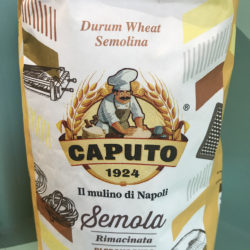 Durum Wheat
Semolina
®
CAPUTO
1924
Il mulino di Napoli
Semola
Rimacinata